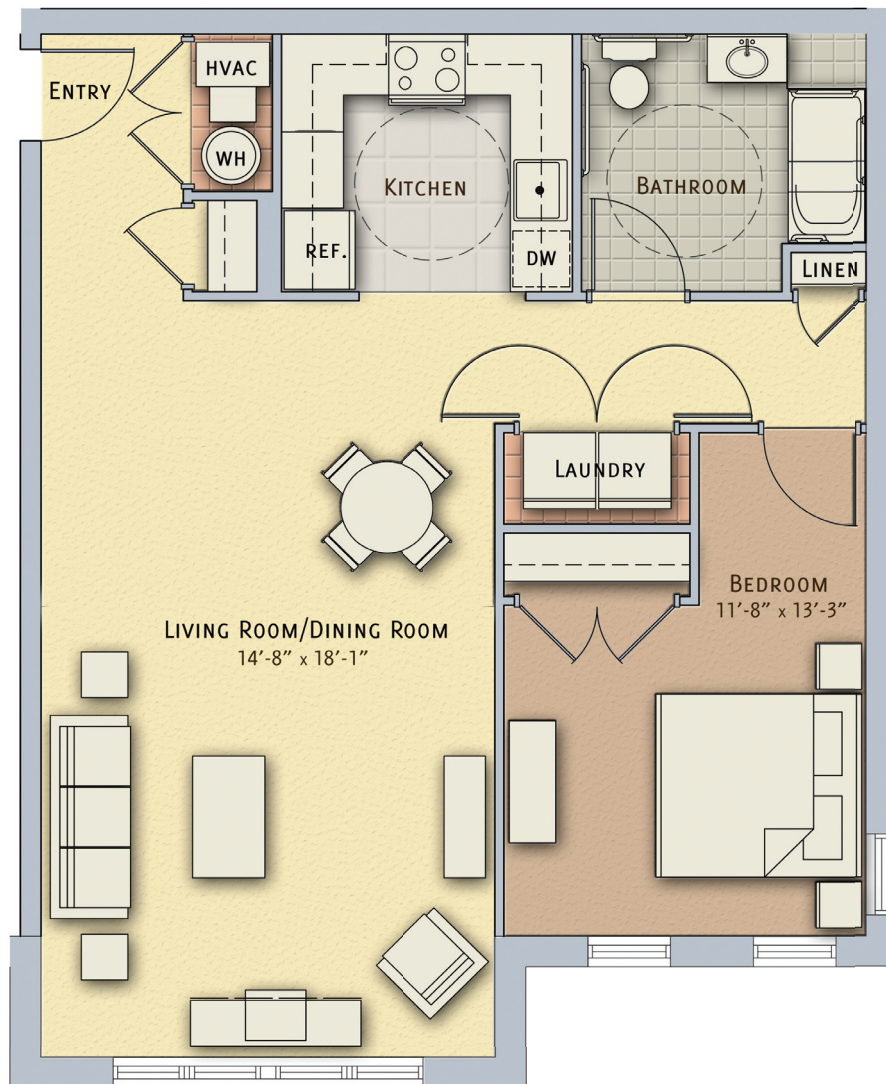 ENTRY
HVAC
WH
KITCHEN
REF.
DW
BATHROOM
LINEN
LAUNDRY
LIVING ROOM/DINING ROOM
14'-8" x 18'-1"
BEDROOM
11'-8" x 13'-3"